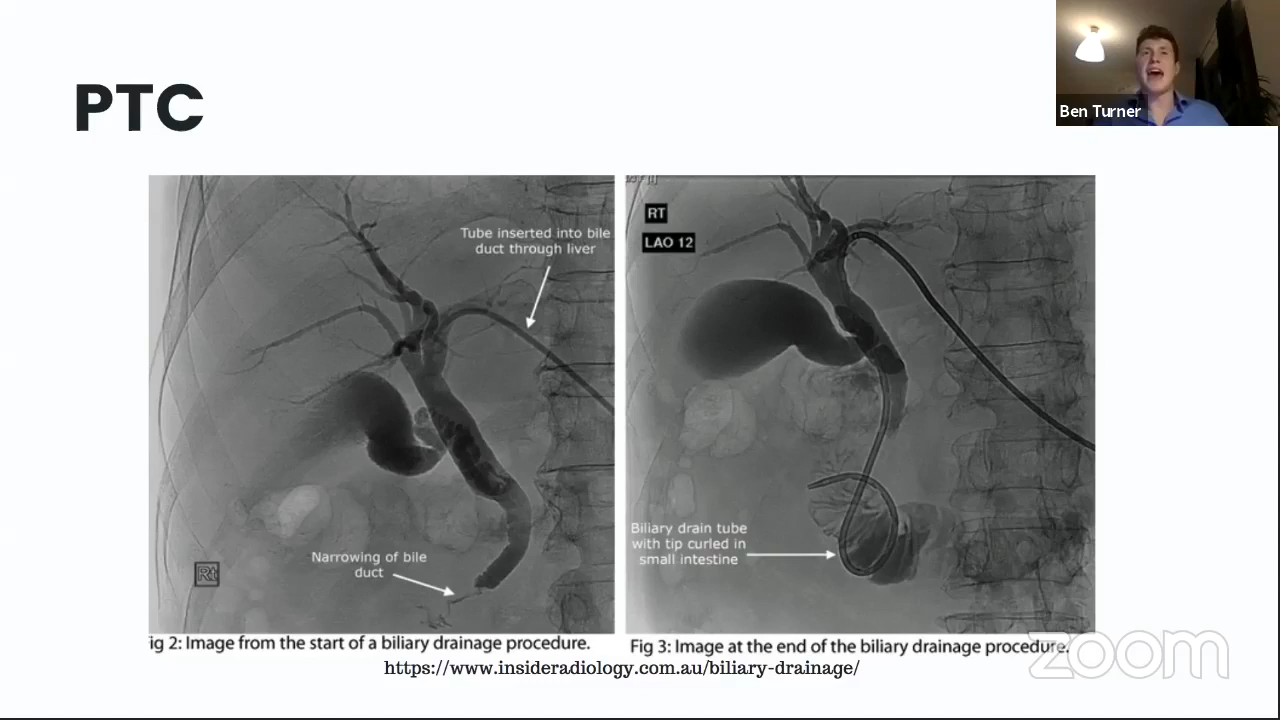 PTC
Ben Turner
Tube inserted into bile
duct through liver
Narrowing of bile
duct
Rt
RT
LAO 12
Biliary drain tube
with tip curled in
small intestine
ig 2: Image from the start of a biliary drainage procedure.
Fig 3: Image at the end of the biliary drainage procedure.
https://www.insideradiology.com.au/biliary-drainage/
zoom